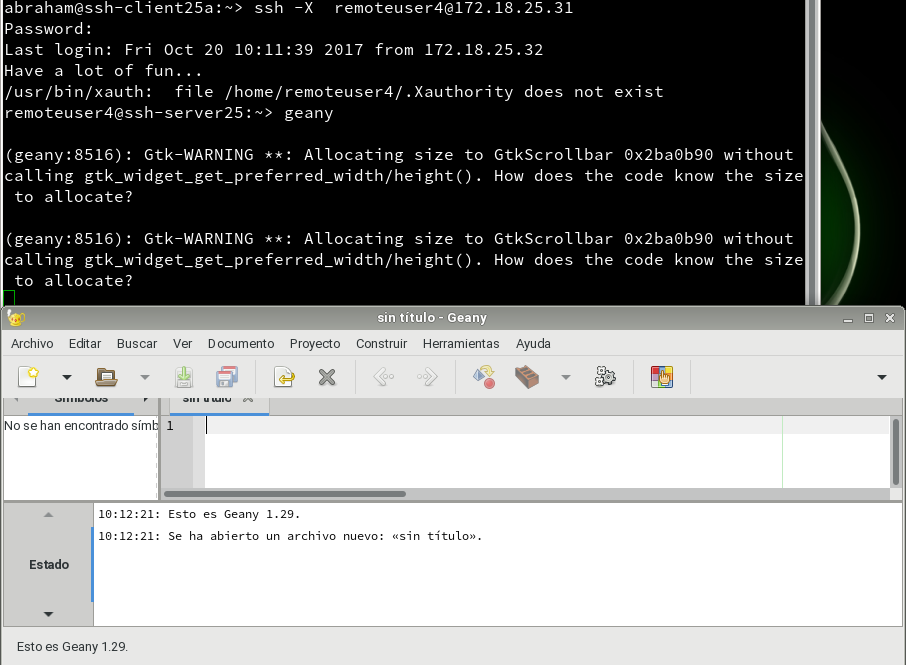 abraham@ssh-client25a:~> ssh -X  remoteuser4@172.18.25.31
Password:
Last login: Fri Oct 20 10:11:39 2017 from 172.18.25.32
Have a lot of fun...
/usr/bin/xauth:  file /home/remoteuser4/.Xauthority does not exist
remoteuser4@ssh-server25:~> geany
(geany:8516): Gtk-WARNING **: Allocating size to GtkScrollbar 0x2ba0b90 without
calling gtk_widget_get_preferred_width/height(). How does the code know the size
 to allocate?
(geany:8516): Gtk-WARNING **: Allocating size to GtkScrollbar 0x2ba0b90 without
calling gtk_widget_get_preferred_width/height(). How does the code know the size
 to allocate?
sin título - Geany
Archivo Editar Buscar Ver Documento Proyecto Construir Herramientas Ayuda
Símbolos sin título
No se han encontrado símb 1
10:12:21: Esto es Geany 1.29.
10:12:21: Se ha abierto un archivo nuevo: «sin título».
Estado
Esto es Geany 1.29.